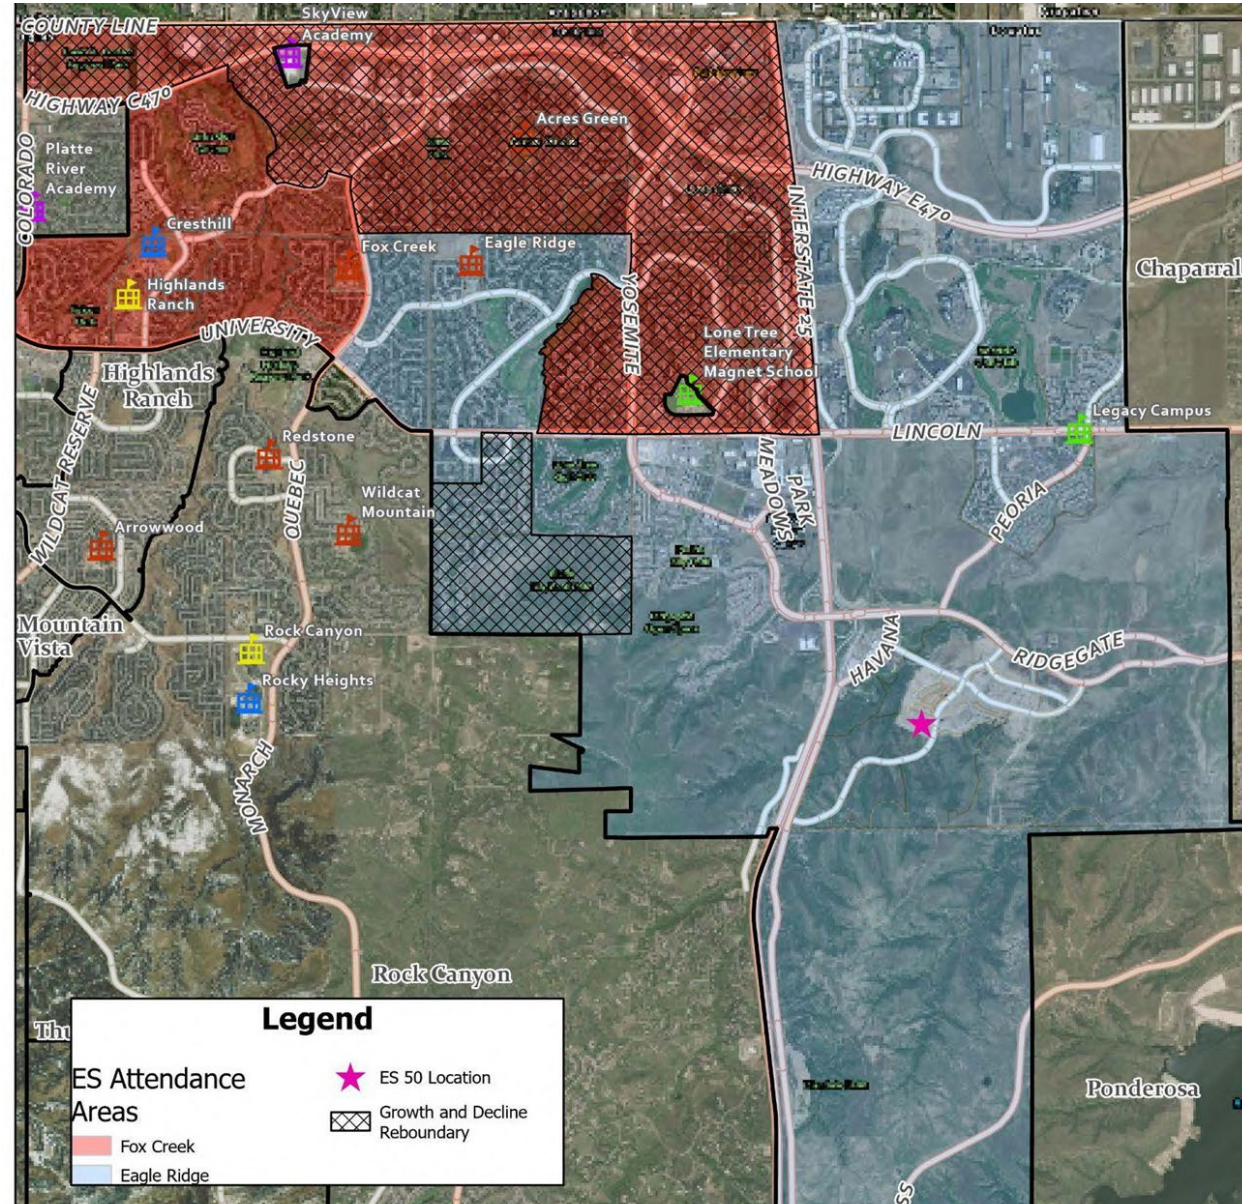 COUNTY LINE
SkyView
Academy
HIGHWAY C470
COLORADO
Platte
River
Academy
Acres Green
Cresthill
Fox Creek
Eagle Ridge
HIGHWAY E470
INTERSTATE 25
YOSEMITE
Chaparral
Highlands
Ranch
UNIVERSITY
Highlands
Ranch
Lone Tree
Elementary
Magnet School
Legacy Campus
LINCOLN
WILDCAT RESERVE
Redstone
QUEBEC
Wildcat
Mountain
Arrowwood
PARK
MEADOWS
PEORIA
Mountain
Vista
Rock Canyon
Rocky Heights
HAVANA
RIDGEGATE
MONARCH
Rock Canyon
Ponderosa
Legend
ES Attendance
Areas
Fox Creek
Eagle Ridge
ES 50 Location
Growth and Decline
Reboundary